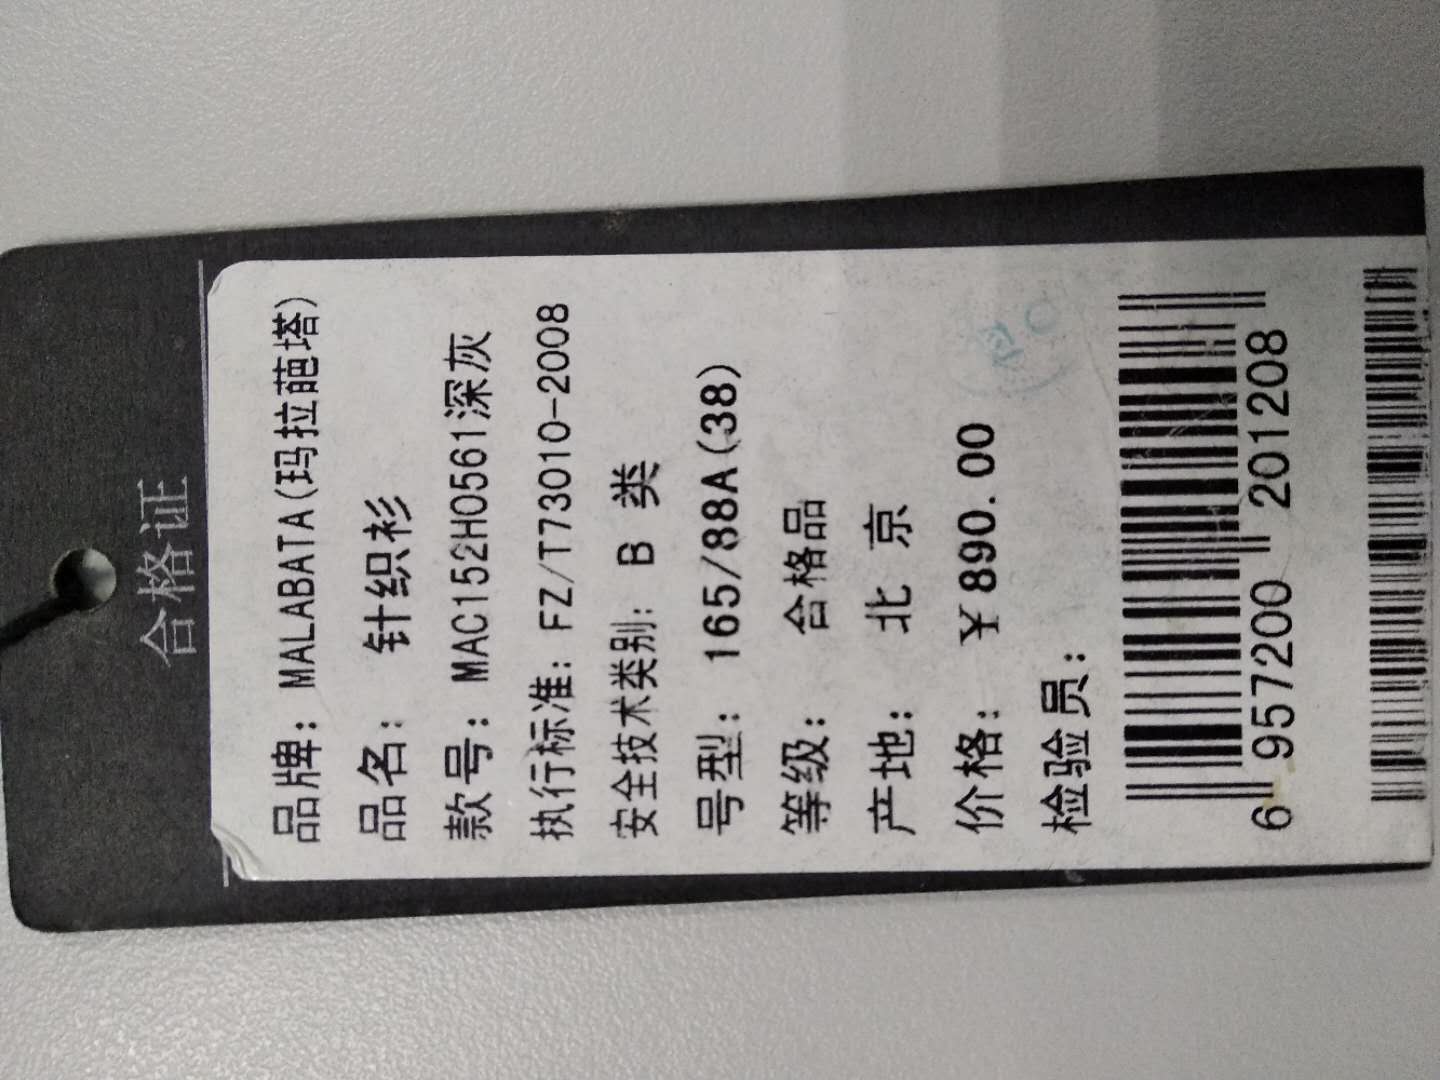 合格证
品牌: MALABATA(玛拉葩塔)
品名: 针织衫
款号: MAC152H0561深灰
执行标准: FZ/T73010-2008
安全技术类别: B 类
号型: 165/88A(38)
等级: 合格品
产地: 北 京
价格: ￥890.00
检验员:
6 957200 201208